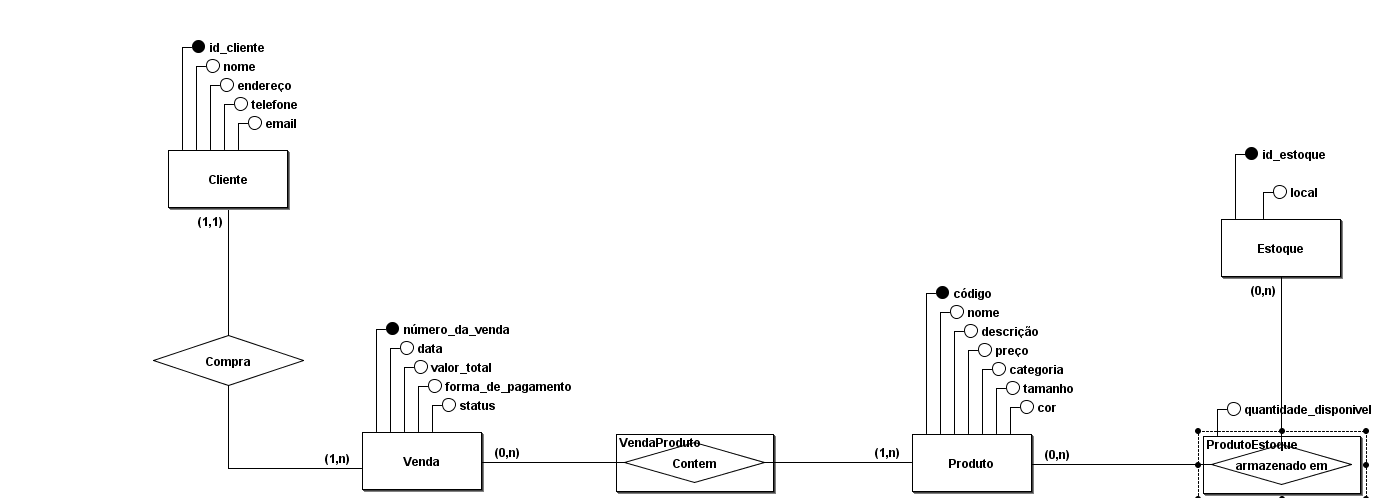 id_cliente
nome
endereço
telefone
email
Cliente
(1,1)
Compra
(1,n)
número_da_venda
data
valor_total
forma_de_pagamento
status
Venda
(0,n)
VendaProduto
Contem
(1,n)
código
nome
descrição
preço
categoria
tamanho
cor
Produto
(0,n)
id_estoque
local
Estoque
(0,n)
quantidade_disponivel
ProdutoEstoque
armazenado em